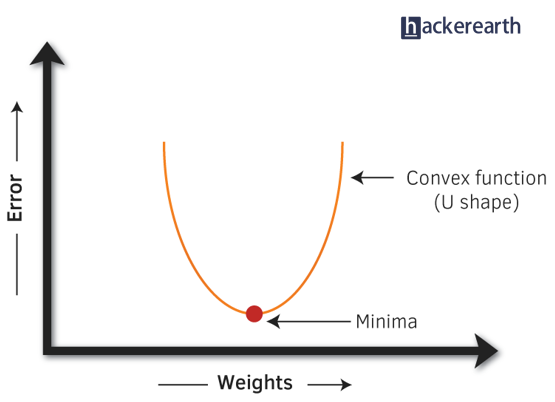 hackerearth
Error
Convex function
(U shape)
Minima
Weights